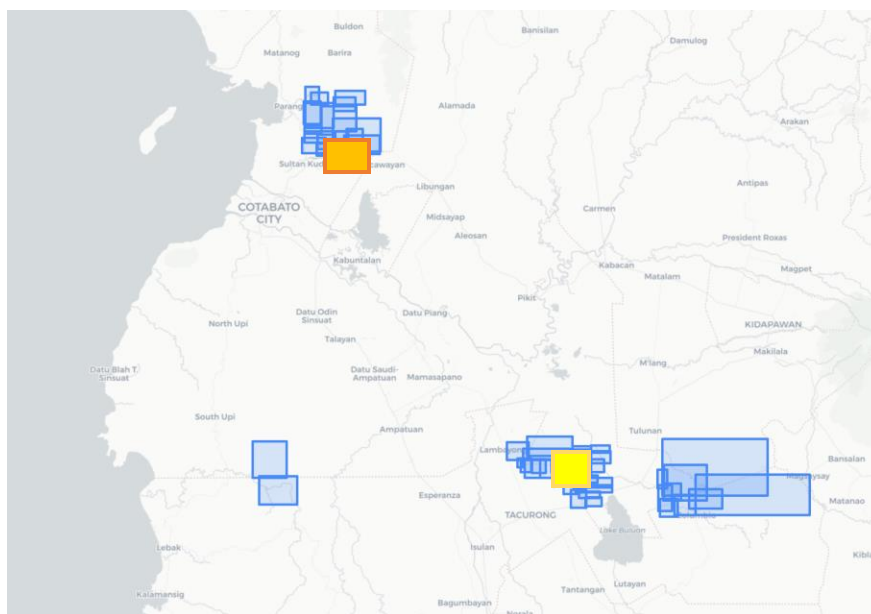 Buldon
Banisilan
Damulog
Matanog
Barira
Parang
Alamada
Arakan
Sultan Kud
cawayan
Libungan
Antipas
COTABATO
CITY
Midsayap
Carmen
Aleosan
President Roxas
Kabuntalan
Kabacan
Matalam
Magpet
Pikit
Datu Odin
Sinsuat
Datu Piang
North Upi
KIDAPAWAN
Talayan
Makilala
M'lang
Datu Blah T.
Sinsuat
Datu Saudi-
Ampatuan
Mamasapano
South Upi
Ampatuan
Tulunan
Lambayong
Bansalan
Magsaysay
Esperanza
Matanao
TACURONG
Lake Buluan
Lebak
Isulan
Kibla
Kalamansig
Tantangan
Lutayan
Bagumbayan
Norala